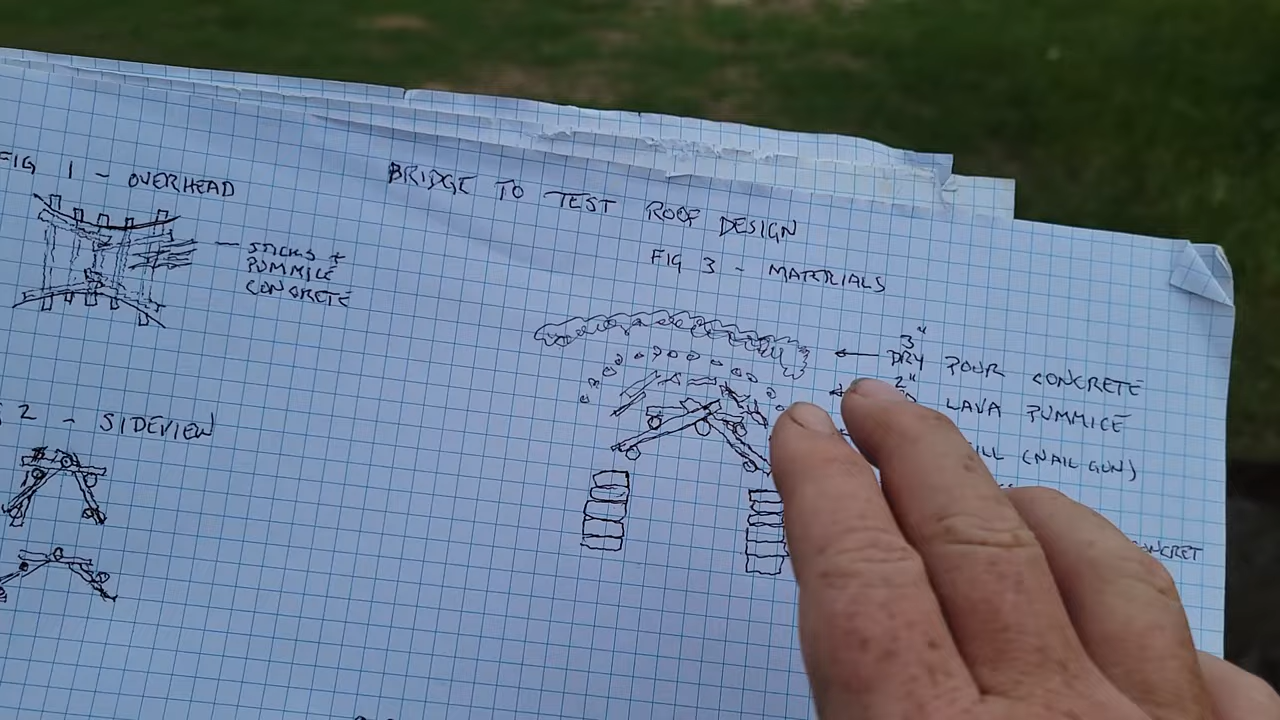 FIG 1 - OVERHEAD
STICKS +
PUMMICE
CONCRETE
2 - SIDEVIEW
BRIDGE TO TEST ROOF DESIGN
FIG 3 - MATERIALS
3"
DRY POUR CONCRETE
2"
LAVA PUMMICE
(NAIL GUN)